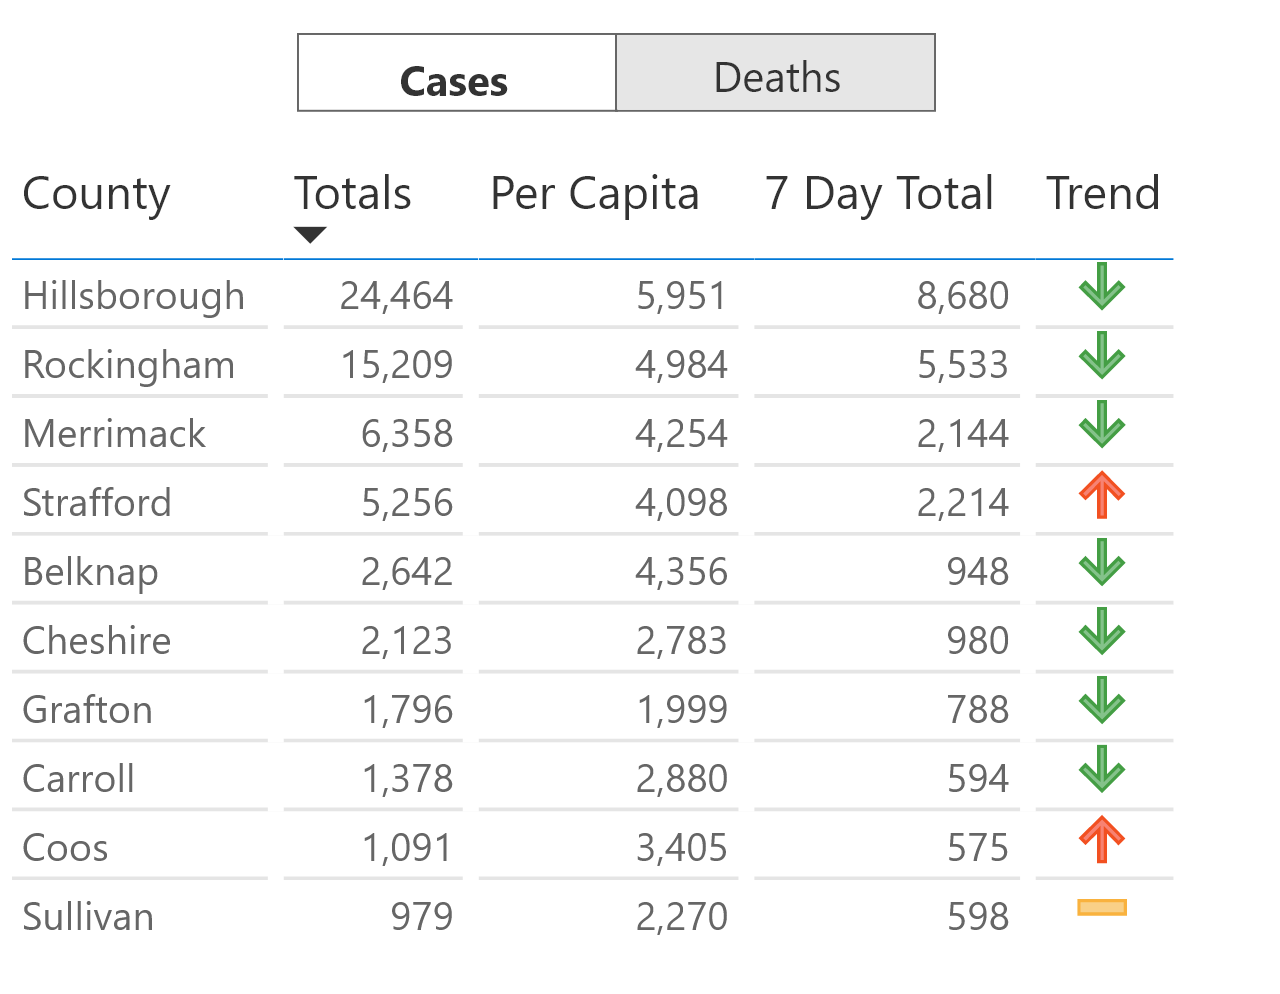 Cases Deaths
County Totals Per Capita 7 Day Total Trend
Hillsborough 24,464 5,951 8,680
Rockingham 15,209 4,984 5,533
Merrimack 6,358 4,254 2,144
Strafford 5,256 4,098 2,214
Belknap 2,642 4,356 948
Cheshire 2,123 2,783 980
Grafton 1,796 1,999 788
Carroll 1,378 2,880 594
Coos 1,091 3,405 575
Sullivan 979 2,270 598